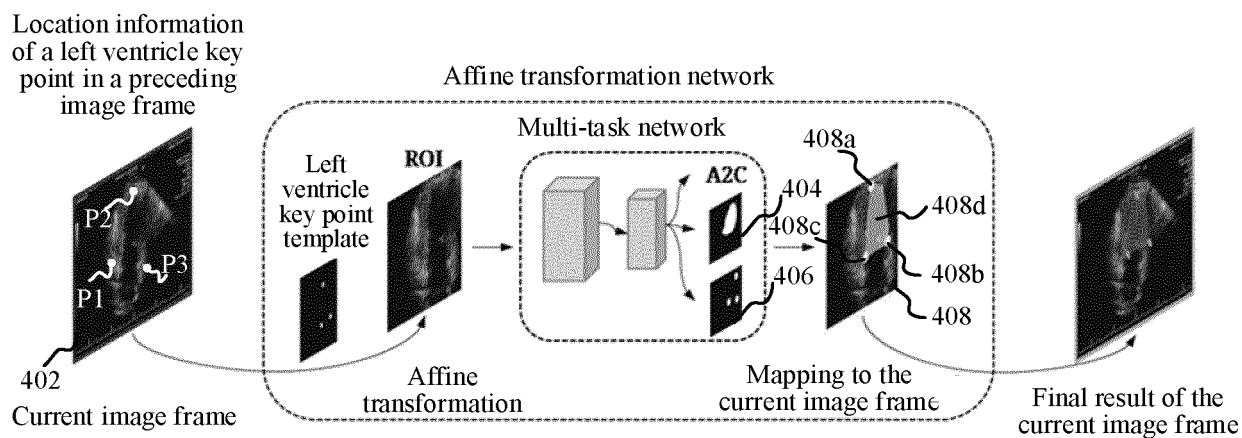 Location information
of a left ventricle key
point in a preceding
image frame
P2
P1
P3
402
Current image frame
Affine transformation network
Multi-task network
Left
ventricle
key point
template
ROI
A2C
404
406
Affine
transformation
408a
408c
408d
408b
408
Mapping to the
current image frame
Final result of the
current image frame